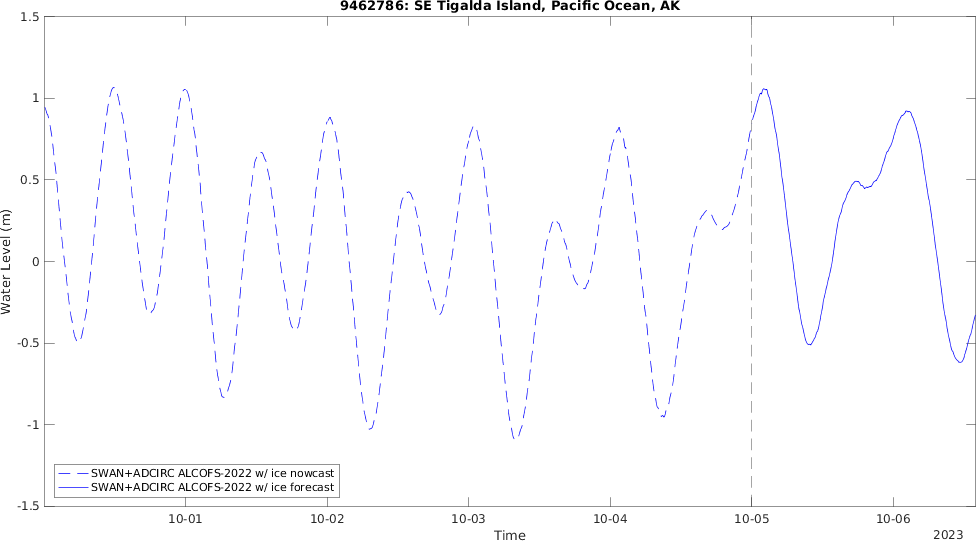 9462786: SE Tigalda Island, Pacific Ocean, AK
1.5
1
0.5
0
-0.5
-1
-1.5
Water Level (m)
SWAN+ADCIRC ALCOFS-2022 w/ ice nowcast
SWAN+ADCIRC ALCOFS-2022 w/ ice forecast
10-01 10-02 10-03 10-04 10-05 10-06
Time
2023